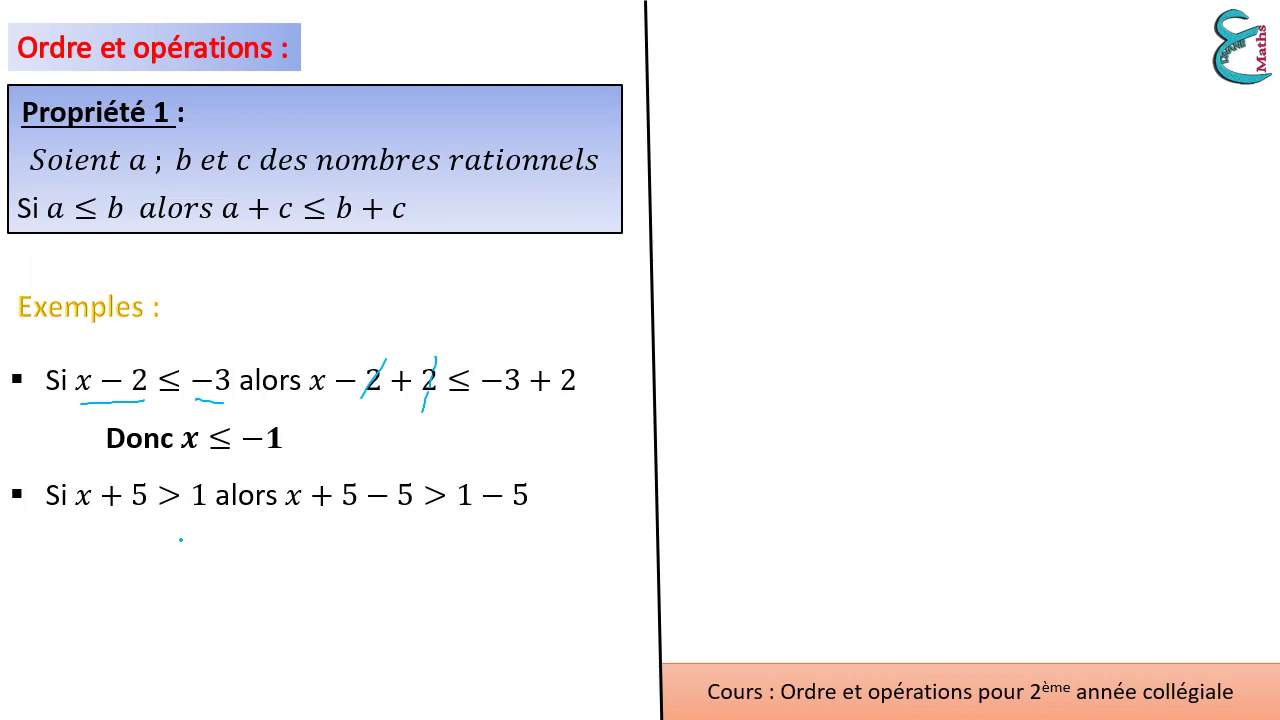 Ordre et opérations :
Propriété 1 :
Soient a ; b et c des nombres rationnels
Si a ≤ b alors a + c ≤ b + c
Exemples :
▪ Si x − 2 ≤ −3 alors x − 2 + 2 ≤ −3 + 2
Donc x ≤ −1
▪ Si x + 5 > 1 alors x + 5 − 5 > 1 − 5
Maths
Cours : Ordre et opérations pour 2ème année collégiale